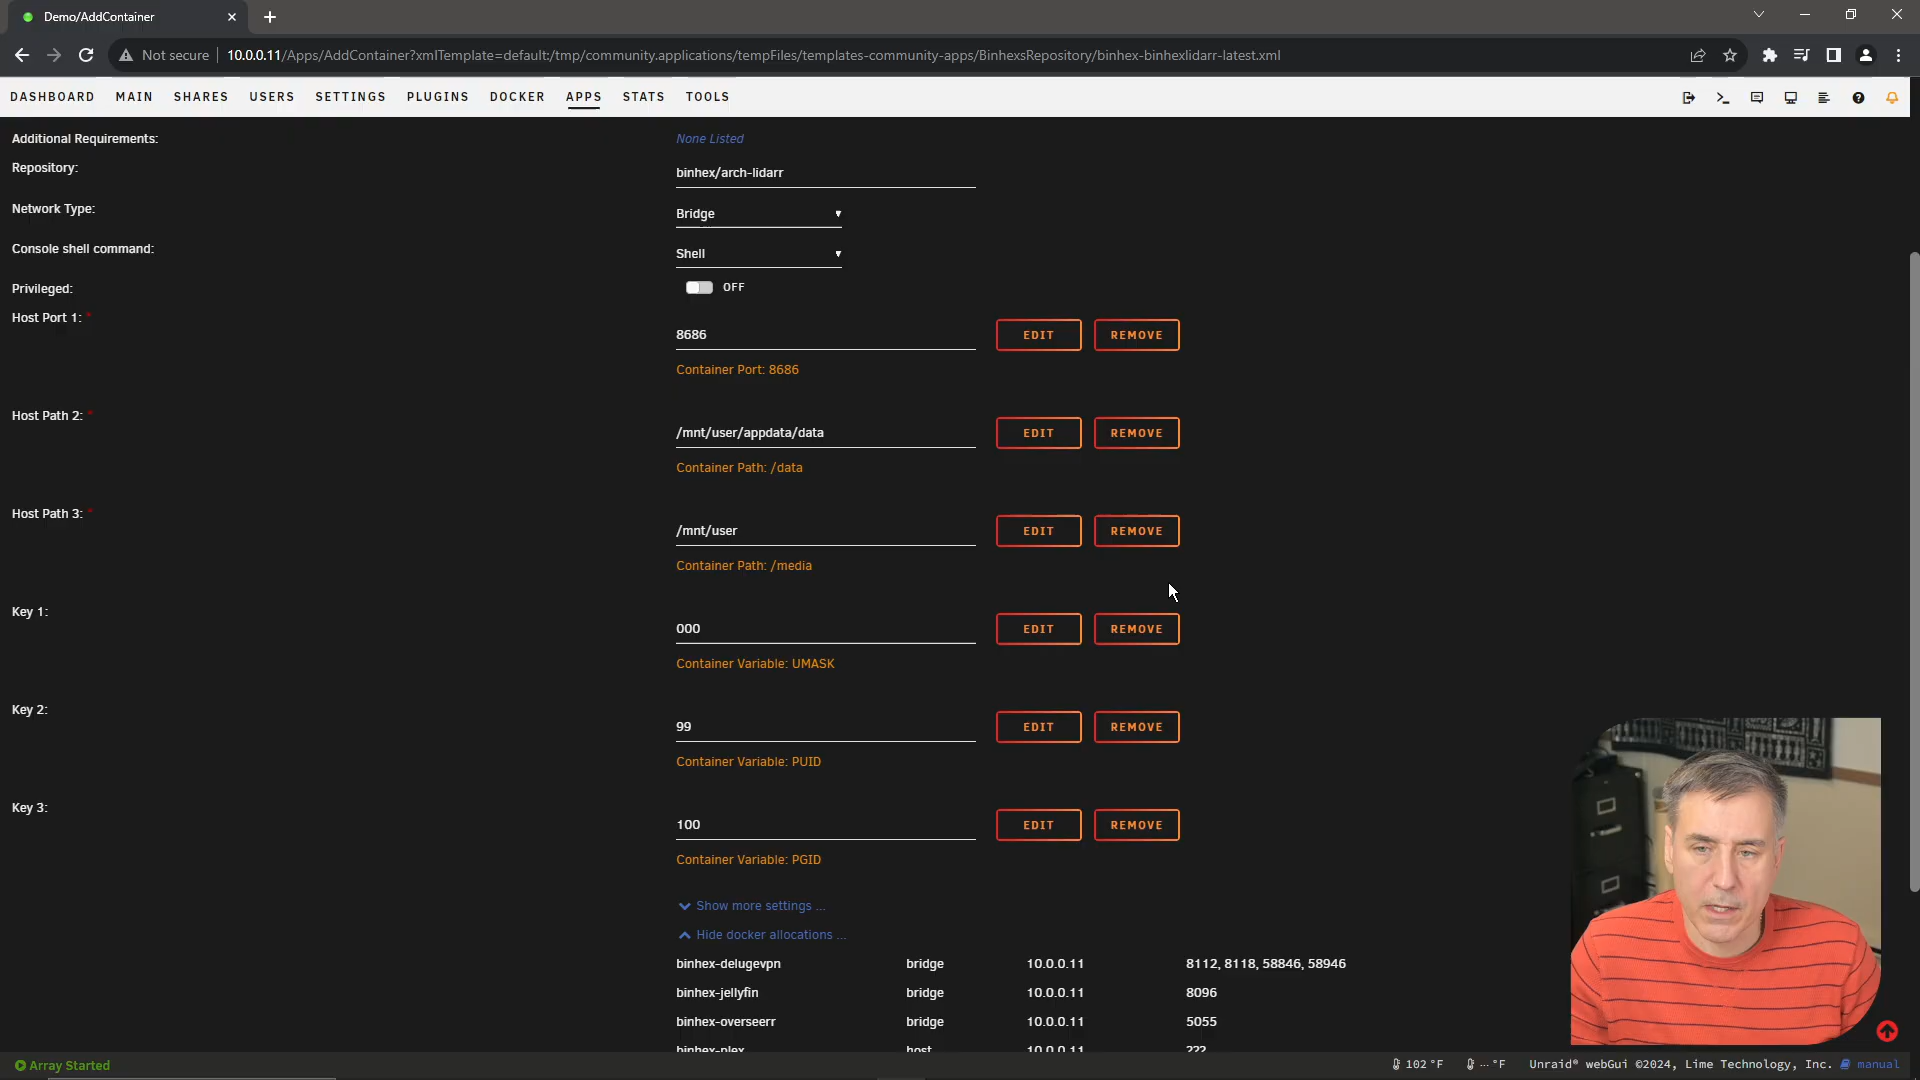 Demo/AddContainer
Not secure
10.0.0.11/Apps/AddContainer?xmlTemplate=default:/tmp/community.applications/tempFiles/templates-community-apps/BinhexsRepository/binhex-binhexlidarr-latest.xml
DASHBOARD MAIN SHARES USERS SETTINGS PLUGINS DOCKER APPS STATS TOOLS
Additional Requirements: None Listed
Repository: binhex/arch-lidarr
Network Type: Bridge
Console shell command: Shell
Privileged: OFF
Host Port 1: *
8686 EDIT REMOVE
Container Port: 8686
Host Path 2: *
/mnt/user/appdata/data EDIT REMOVE
Container Path: /data
Host Path 3: *
/mnt/user EDIT REMOVE
Container Path: /media
Key 1:
000 EDIT REMOVE
Container Variable: UMASK
Key 2:
99 EDIT REMOVE
Container Variable: PUID
Key 3:
100 EDIT REMOVE
Container Variable: PGID
Show more settings ...
Hide docker allocations ...
binhex-delugevpn bridge 10.0.0.11 8112, 8118, 58846, 58946
binhex-jellyfin bridge 10.0.0.11 8096
binhex-overseerr bridge 10.0.0.11 5055
binhex-plex host 10.0.0.11 ???
Array Started 102 °F -- °F Unraid® webGui ©2024, Lime Technology, Inc. manual